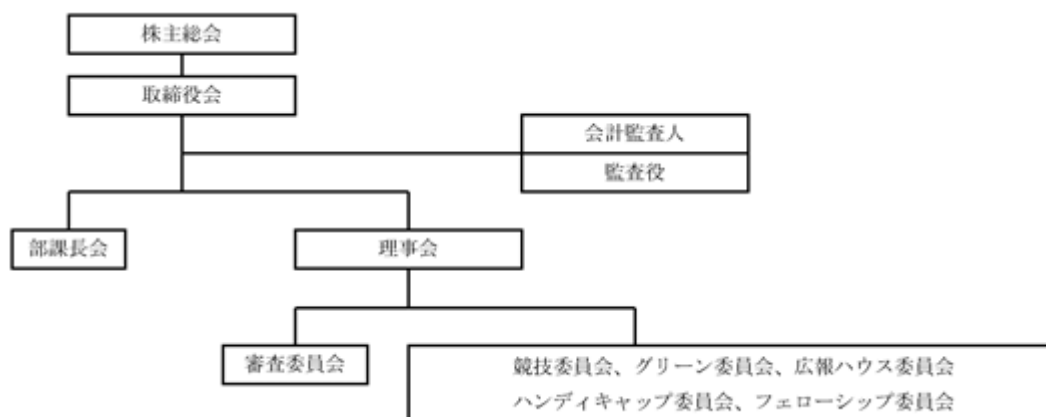 株主総会
取締役会
会計監査人
監査役
部課長会
理事会
審査委員会
競技委員会、グリーン委員会、広報ハウス委員会
ハンディキャップ委員会、フェローシップ委員会